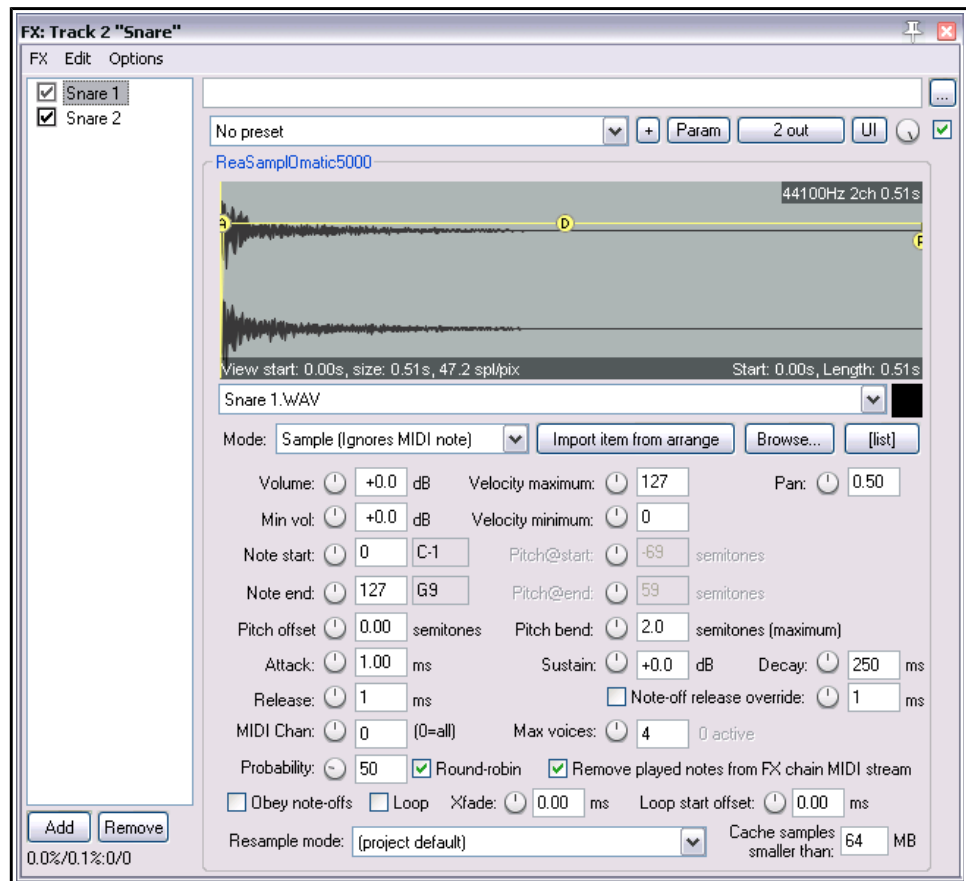 FX: Track 2 "Snare"
FX Edit Options
Snare 1
Snare 2
...
No preset + Param 2 out UI
ReaSamplOmatic5000
44100Hz 2ch 0.51s
A D
View start: 0.00s, size: 0.51s, 47.2 spl/pix Start: 0.00s, Length: 0.51s
Snare 1.WAV
Mode: Sample (Ignores MIDI note) Import item from arrange Browse... [list]
Volume: +0.0 dB Velocity maximum: 127 Pan: 0.50
Min vol: +0.0 dB Velocity minimum: 0
Note start: 0 C-1 Pitch@start: -69 semitones
Note end: 127 G9 Pitch@end: 59 semitones
Pitch offset 0.00 semitones Pitch bend: 2.0 semitones (maximum)
Attack: 1.00 ms Sustain: +0.0 dB Decay: 250 ms
Release: 1 ms Note-off release override: 1 ms
MIDI Chan: 0 (0=all) Max voices: 4 0 active
Probability: 50 Round-robin Remove played notes from FX chain MIDI stream
Obey note-offs Loop Xfade: 0.00 ms Loop start offset: 0.00 ms
Resample mode: (project default) Cache samples smaller than: 64 MB
Add Remove
0.0%/0.1%:0/0